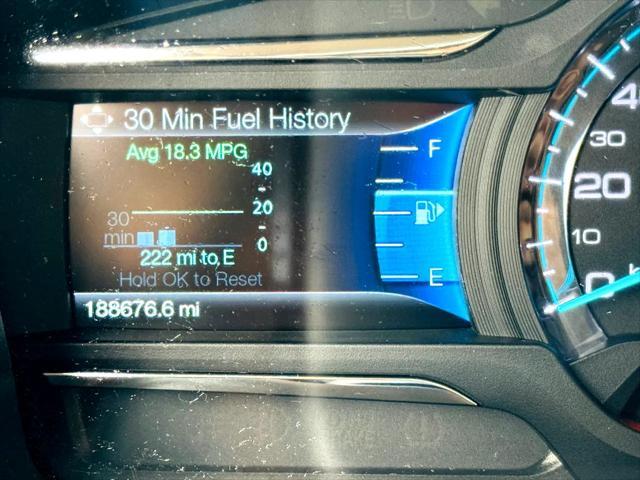 30 Min Fuel History
Avg 18.3 MPG
40
20
0
30
min
222 mi to E
Hold OK to Reset
188676.6 mi
F
E
30
20
10
0